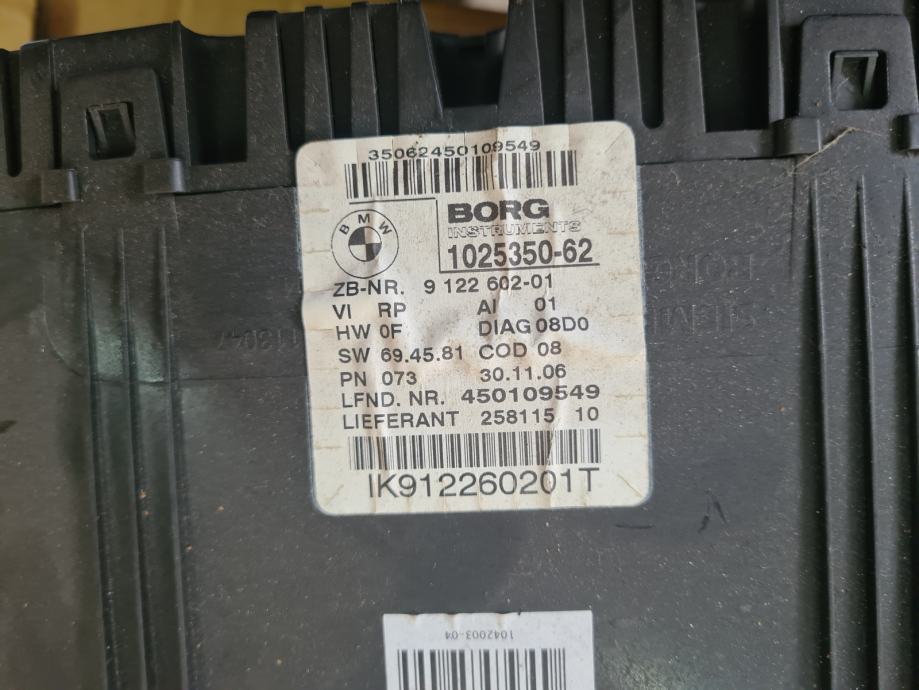 35062450109549
BMW
BORG
INSTRUMENTS
1025350-62
ZB-NR. 9 122 602-01
VI RP AI 01
HW 0F DIAG 08D0
SW 69.45.81 COD 08
PN 073 30.11.06
LFND. NR. 450109549
LIEFERANT 258115 10
IK912260201T
1042003-04